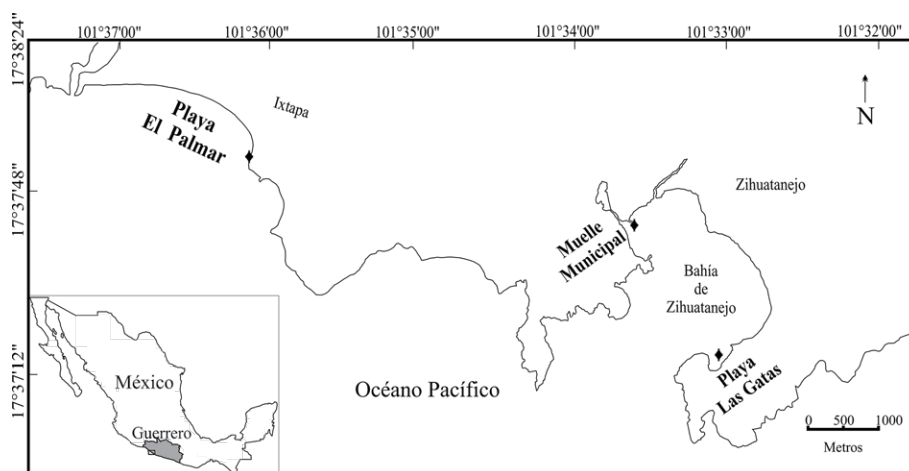 101°37'00"
101°36'00"
101°35'00"
101°34'00"
101°33'00"
101°32'00"
17°38'24"
17°37'48"
17°37'12"
Ixtapa
Playa
El Palmar
N
Zihuatanejo
Muelle
Municipal
Bahía
de
Zihuatanejo
Playa
Las Gatas
Océano Pacífico
México
Guerrero
0 500 1000
Metros